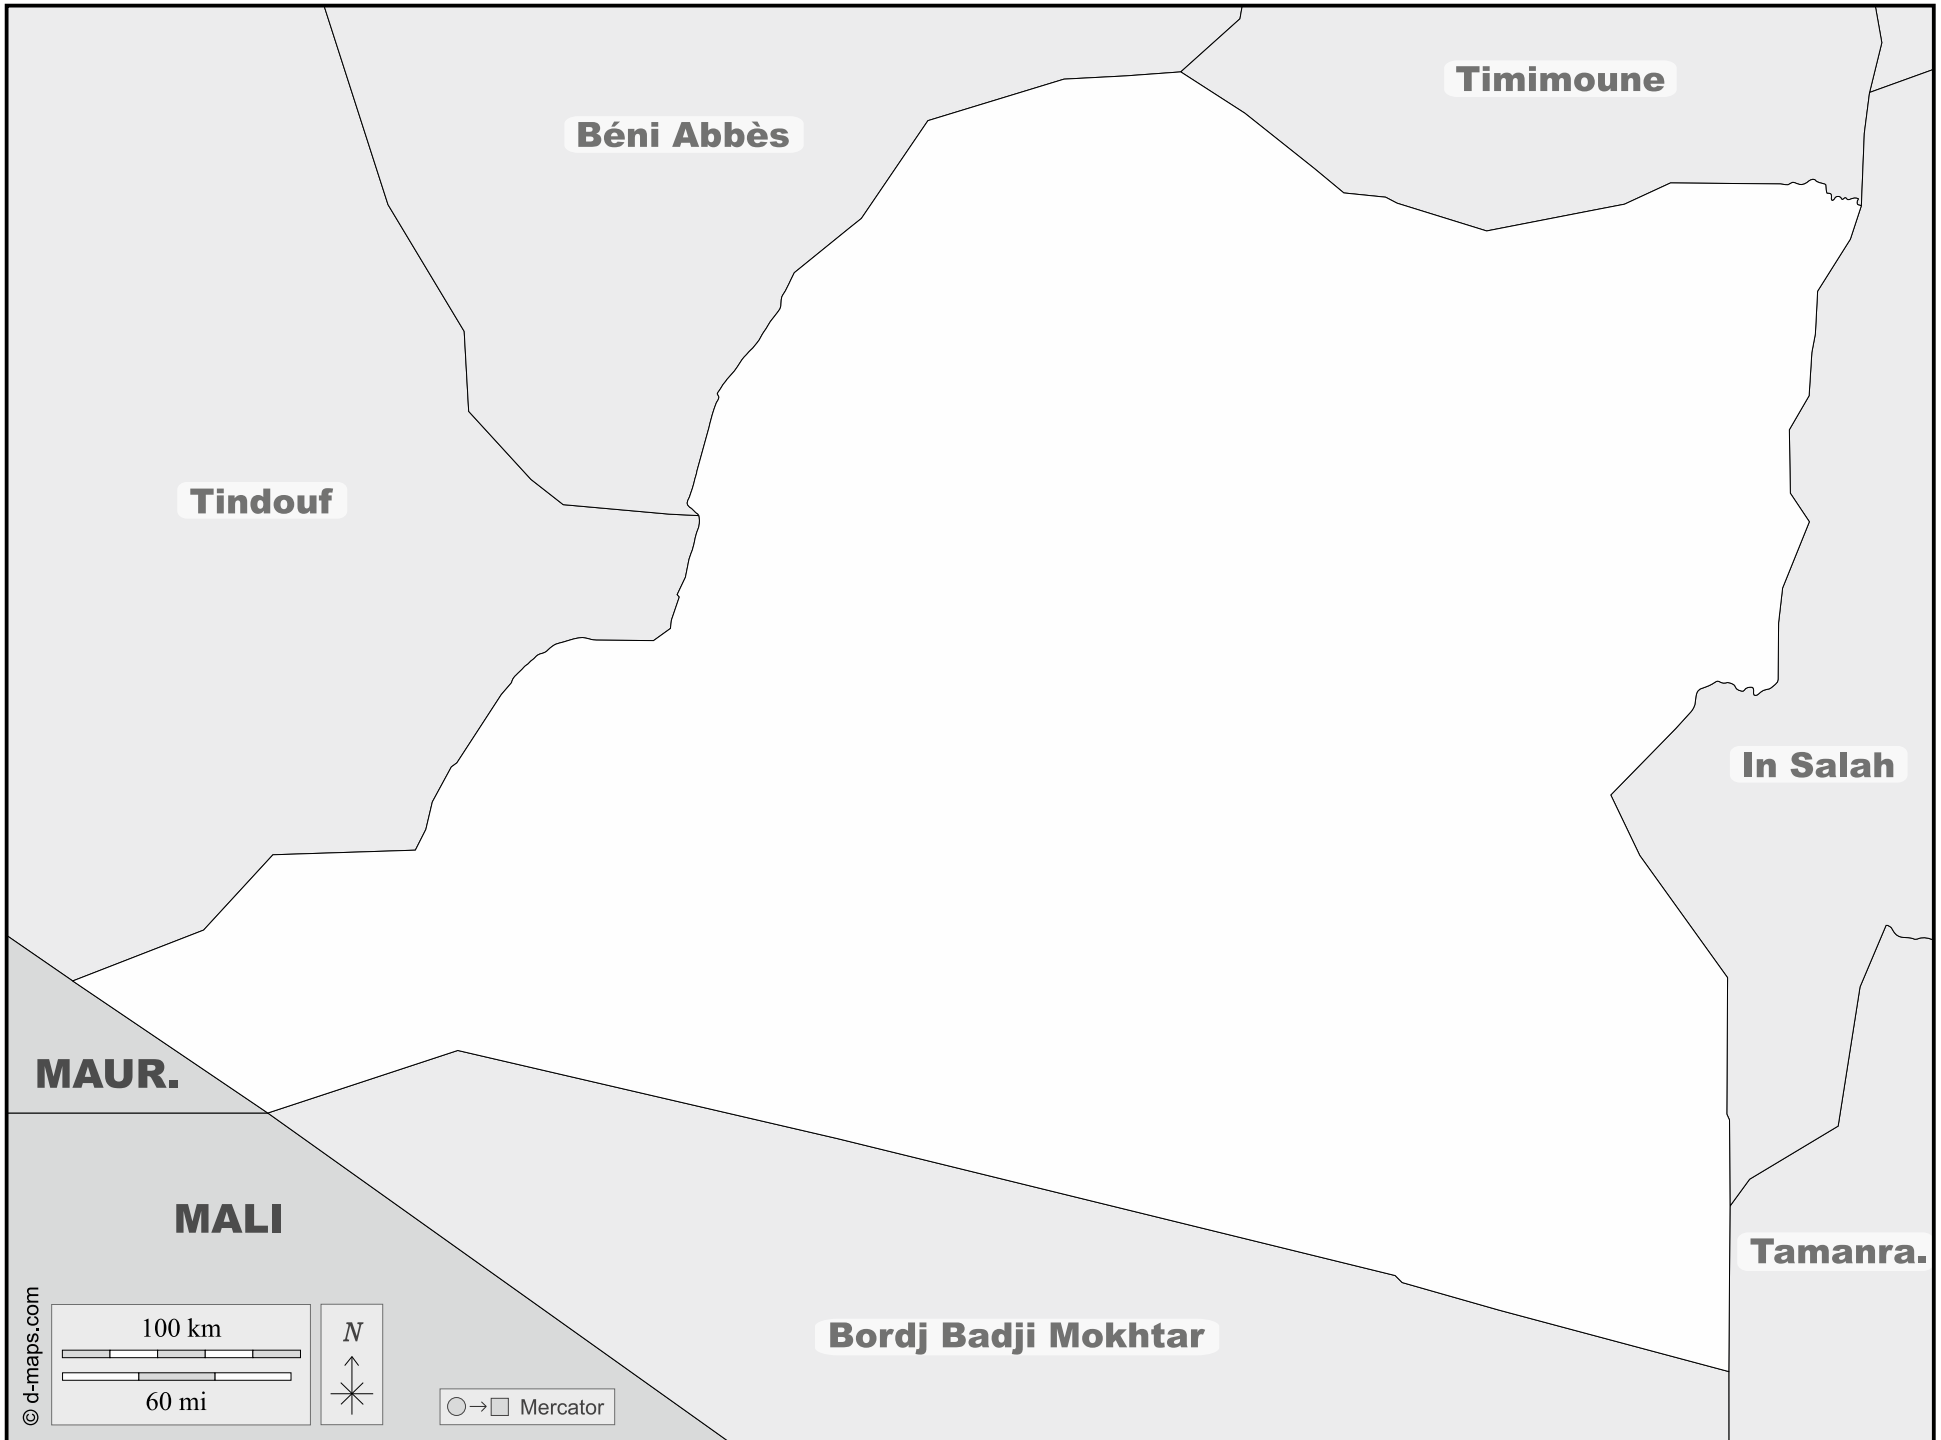 Timimoune
Béni Abbès
Tindouf
In Salah
MAUR.
MALI
Tamanra.
Bordj Badji Mokhtar
© d-maps.com
100 km
60 mi
N
Mercator